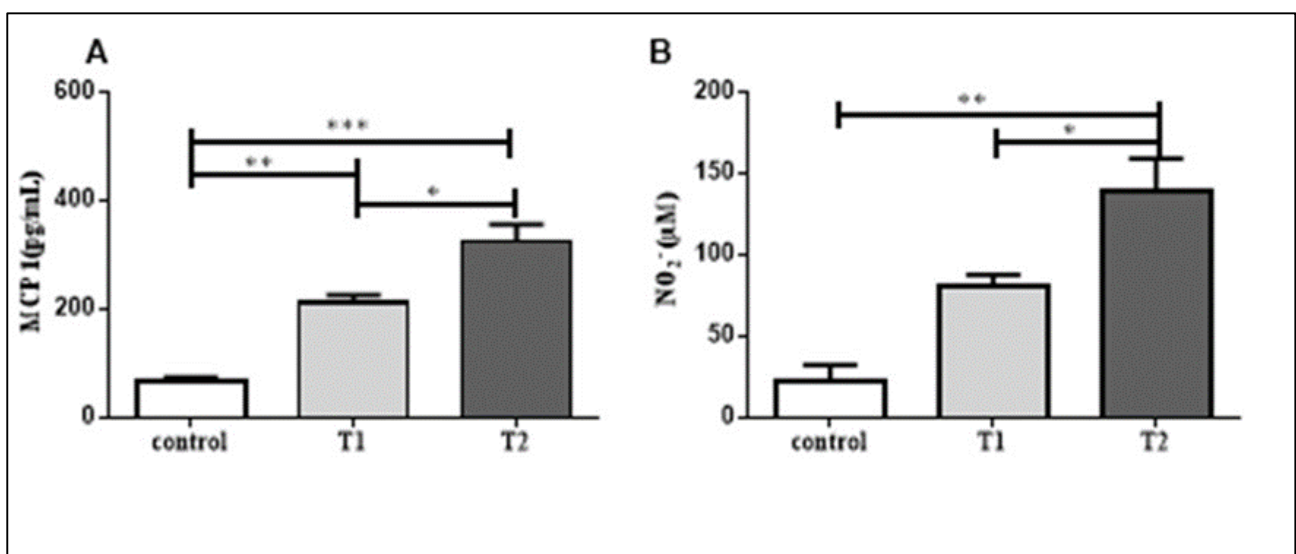 A
MCP 1(pg/mL)
600
400
200
0
***
**
*
control T1 T2
B
NO₂⁻(μM)
200
150
100
50
0
**
*
control T1 T2